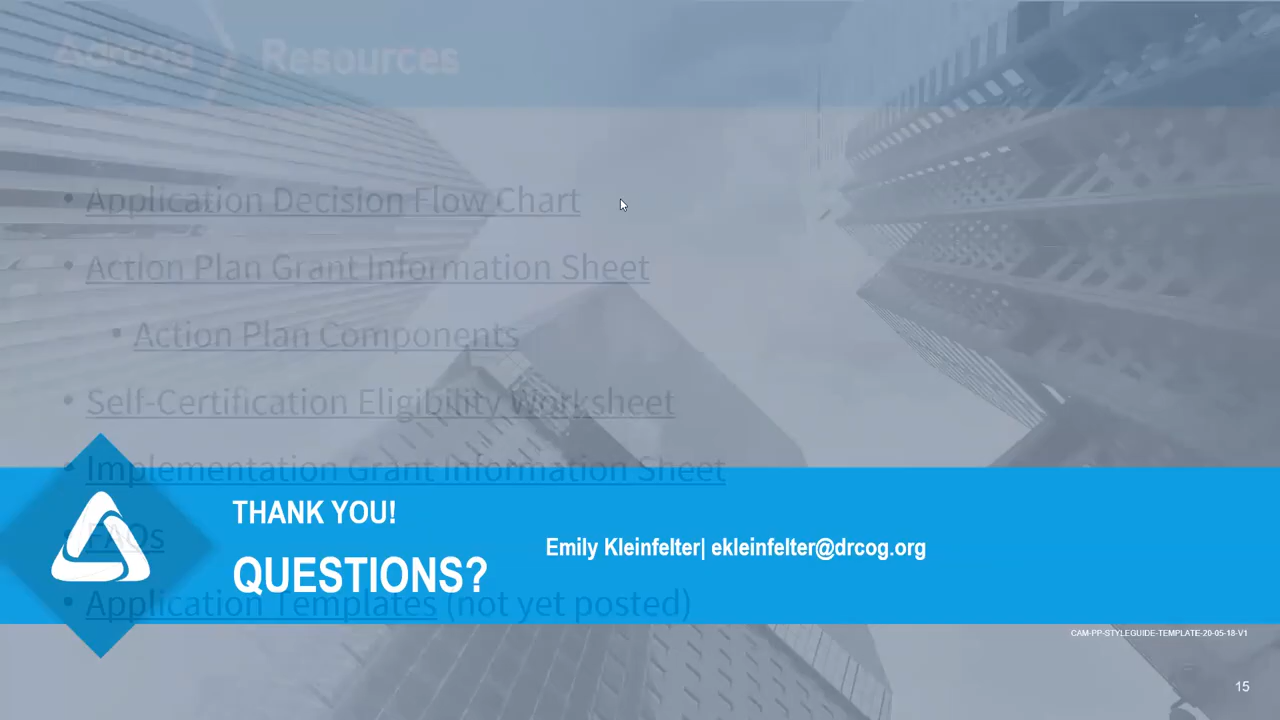 drcog
Resources
• Application Decision Flow Chart
• Action Plan Grant Information Sheet
• Action Plan Components
• Self-Certification Eligibility Worksheet
• Implementation Grant Information Sheet
• FAQs
• Application Templates (not yet posted)
THANK YOU!
QUESTIONS?
Emily Kleinfelter| ekleinfelter@drcog.org
CAM-PP-STYLEGUIDE-TEMPLATE-20-05-18-V1
15